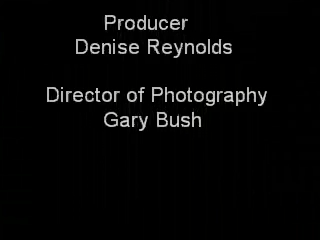 Producer
Denise Reynolds
Director of Photography
Gary Bush